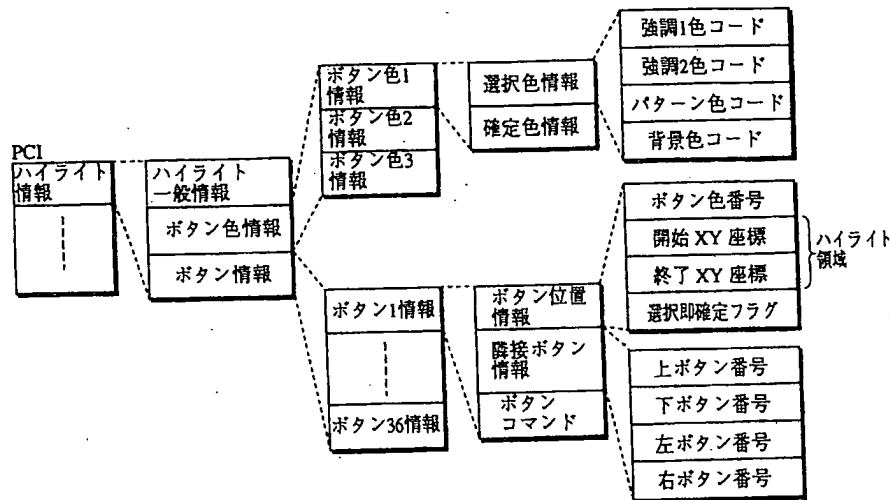 PCI
ハイライト
情報
ハイライト
一般情報
ボタン色情報
ボタン情報
ボタン色1
情報
ボタン色2
情報
ボタン色3
情報
選択色情報
確定色情報
強調1色コード
強調2色コード
パターン色コード
背景色コード
ボタン1情報
ボタン36情報
ボタン位置
情報
隣接ボタン
情報
ボタン
コマンド
ボタン色番号
開始 XY 座標
終了 XY 座標
選択即確定フラグ
ハイライト
領域
上ボタン番号
下ボタン番号
左ボタン番号
右ボタン番号